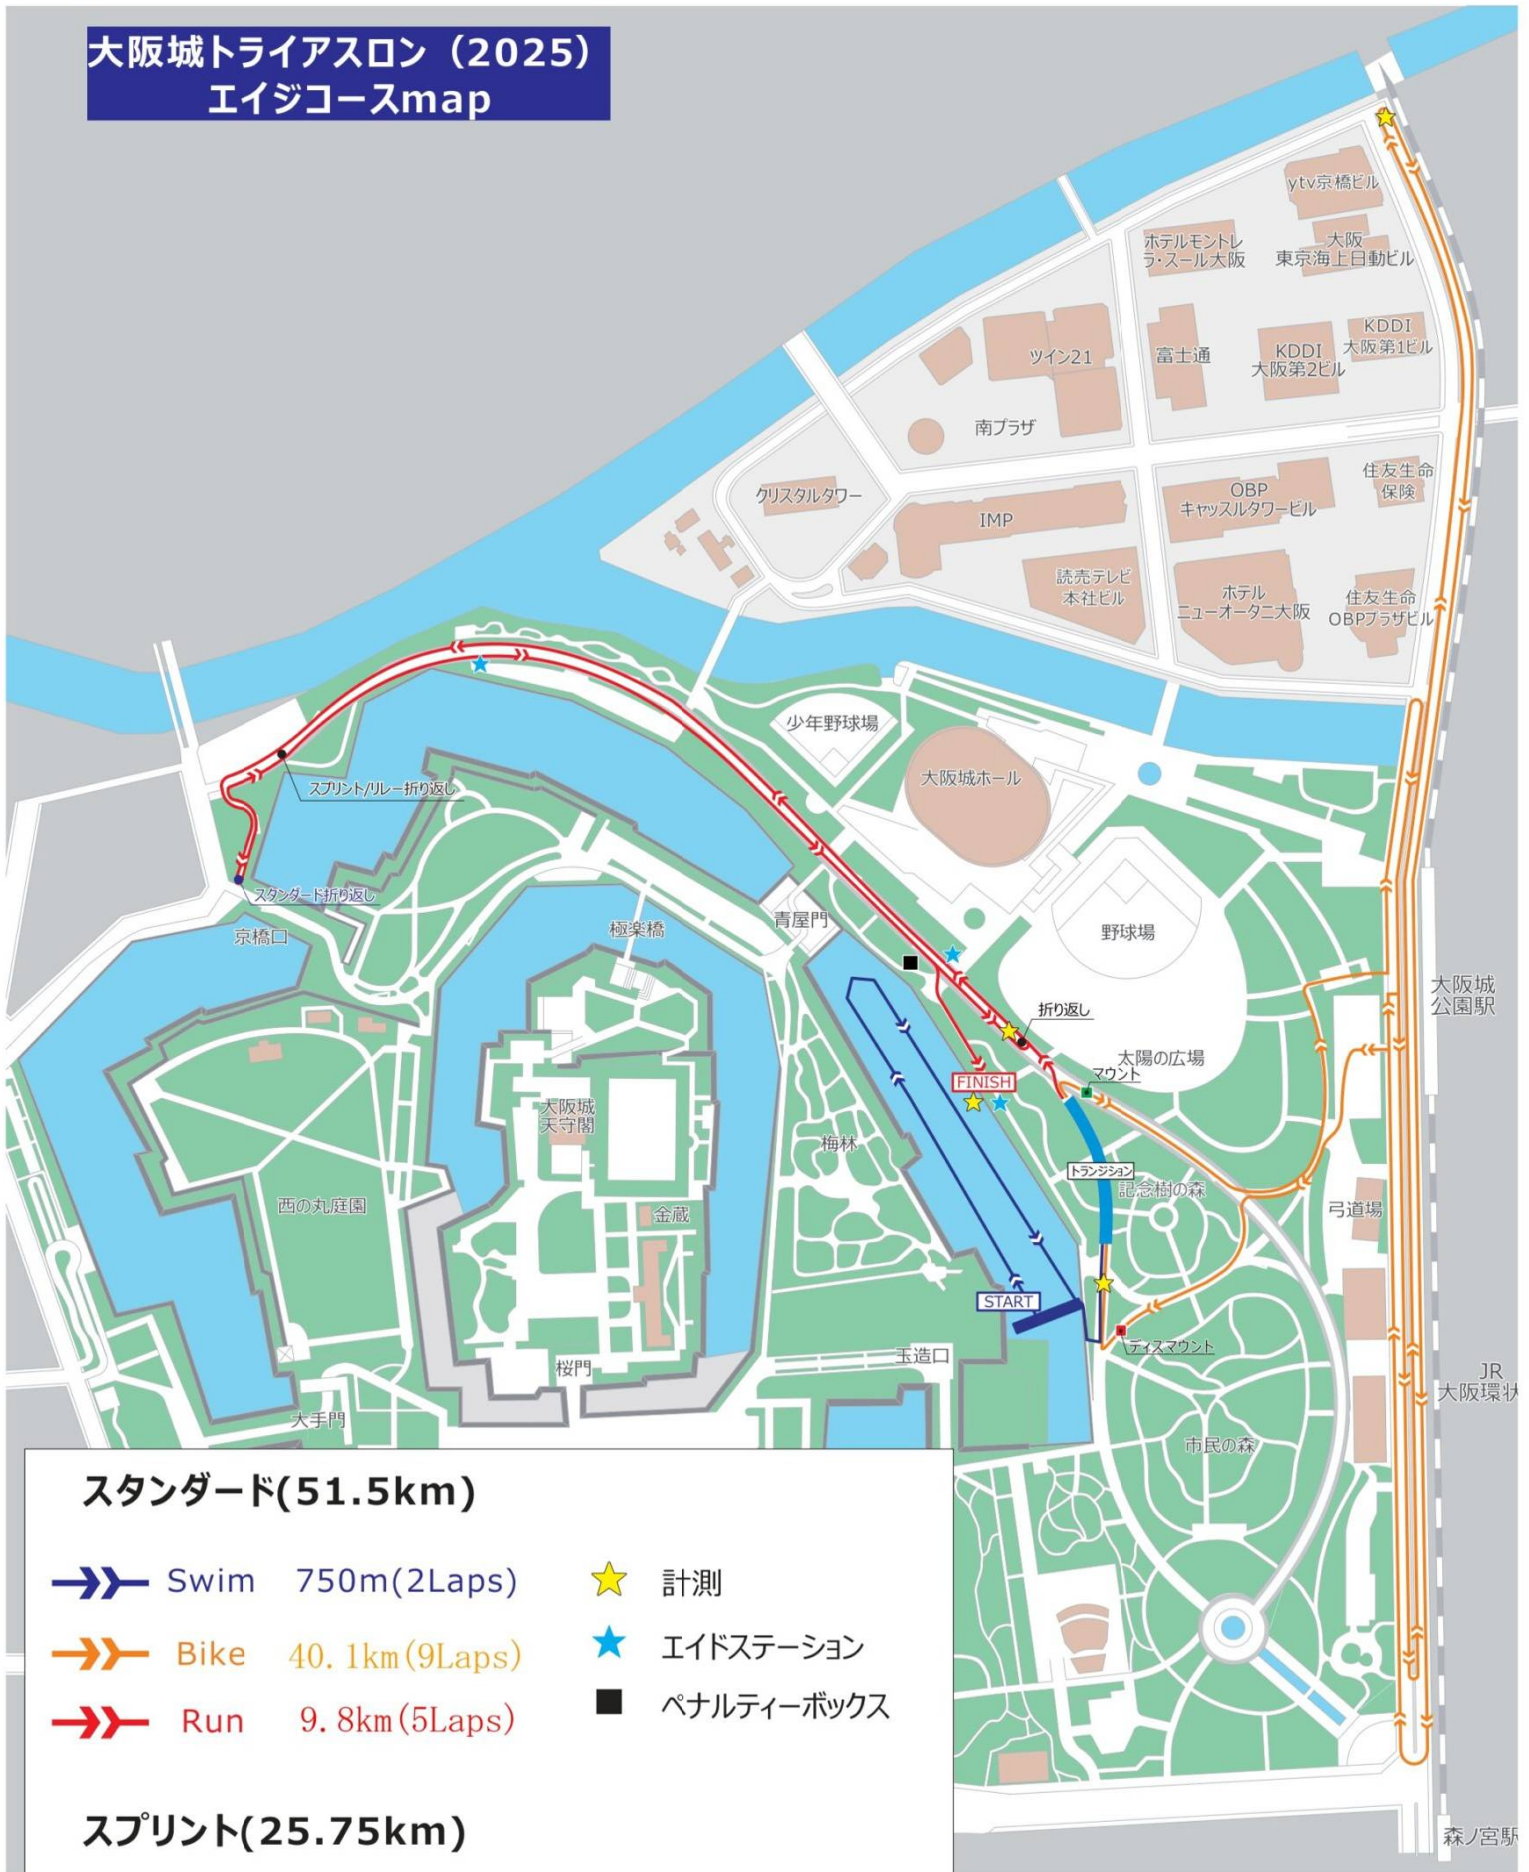 大阪城トライアスロン（2025）
エイジコースmap
ytv京橋ビル
ホテルモントレ
ラ・スール大阪
大阪
東京海上日動ビル
ツイン21
富士通
KDDI
大阪第2ビル
KDDI
大阪第1ビル
南プラザ
クリスタルタワー
IMP
OBP
キャッスルタワービル
住友生命
保険
読売テレビ
本社ビル
ホテル
ニューオータニ大阪
住友生命
OBPプラザビル
少年野球場
大阪城ホール
スプリント/リレー折り返し
スタンダード折り返し
京橋口
極楽橋
青屋門
野球場
大阪城
公園駅
折り返し
太陽の広場
マウント
FINISH
大阪城
天守閣
梅林
トランジション
記念樹の森
西の丸庭園
金蔵
弓道場
START
ディスマウント
玉造口
桜門
大手門
JR
大阪環状
市民の森
スタンダード(51.5km)
Swim 750m(2Laps)
計測
Bike 40.1km(9Laps)
エイドステーション
Run 9.8km(5Laps)
ペナルティーボックス
スプリント(25.75km)
森ノ宮駅